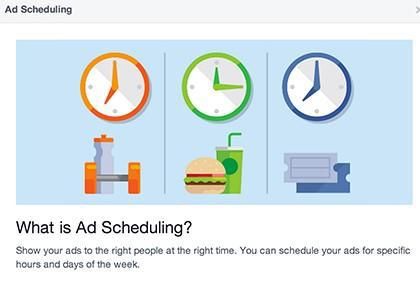 Ad Scheduling
What is Ad Scheduling?
Show your ads to the right people at the right time. You can schedule your ads for specific
hours and days of the week.